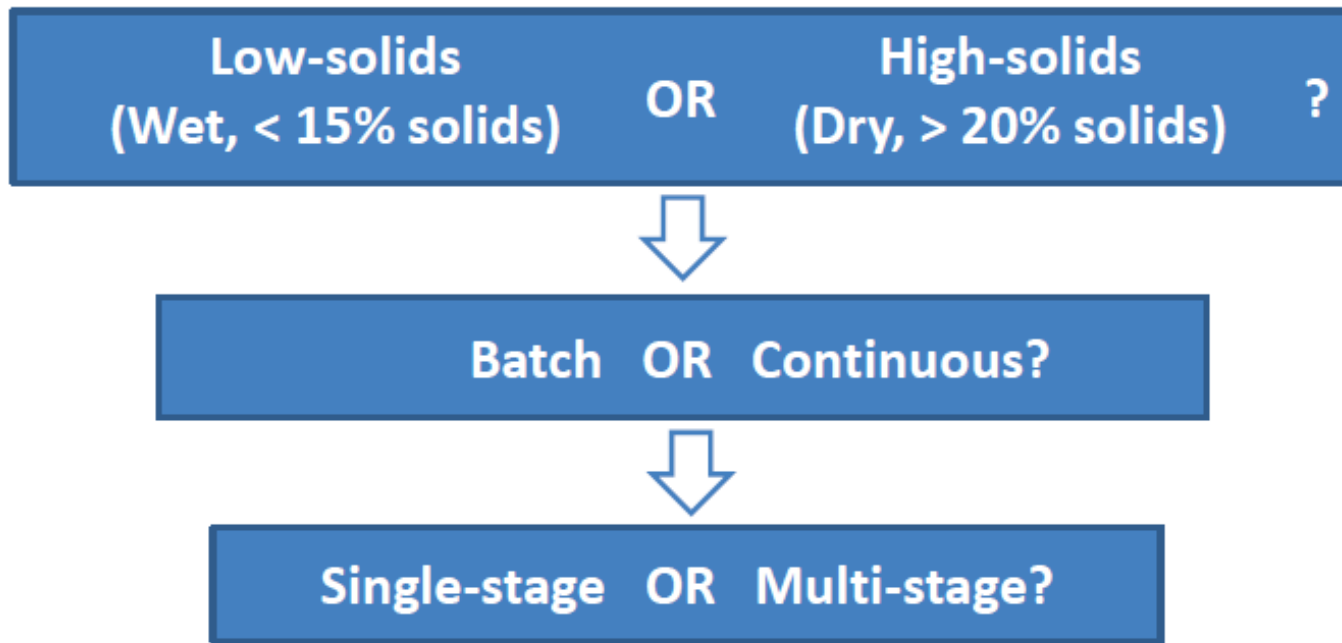 Low-solids OR High-solids ?
(Wet, < 15% solids) (Dry, > 20% solids)
Batch OR Continuous?
Single-stage OR Multi-stage?